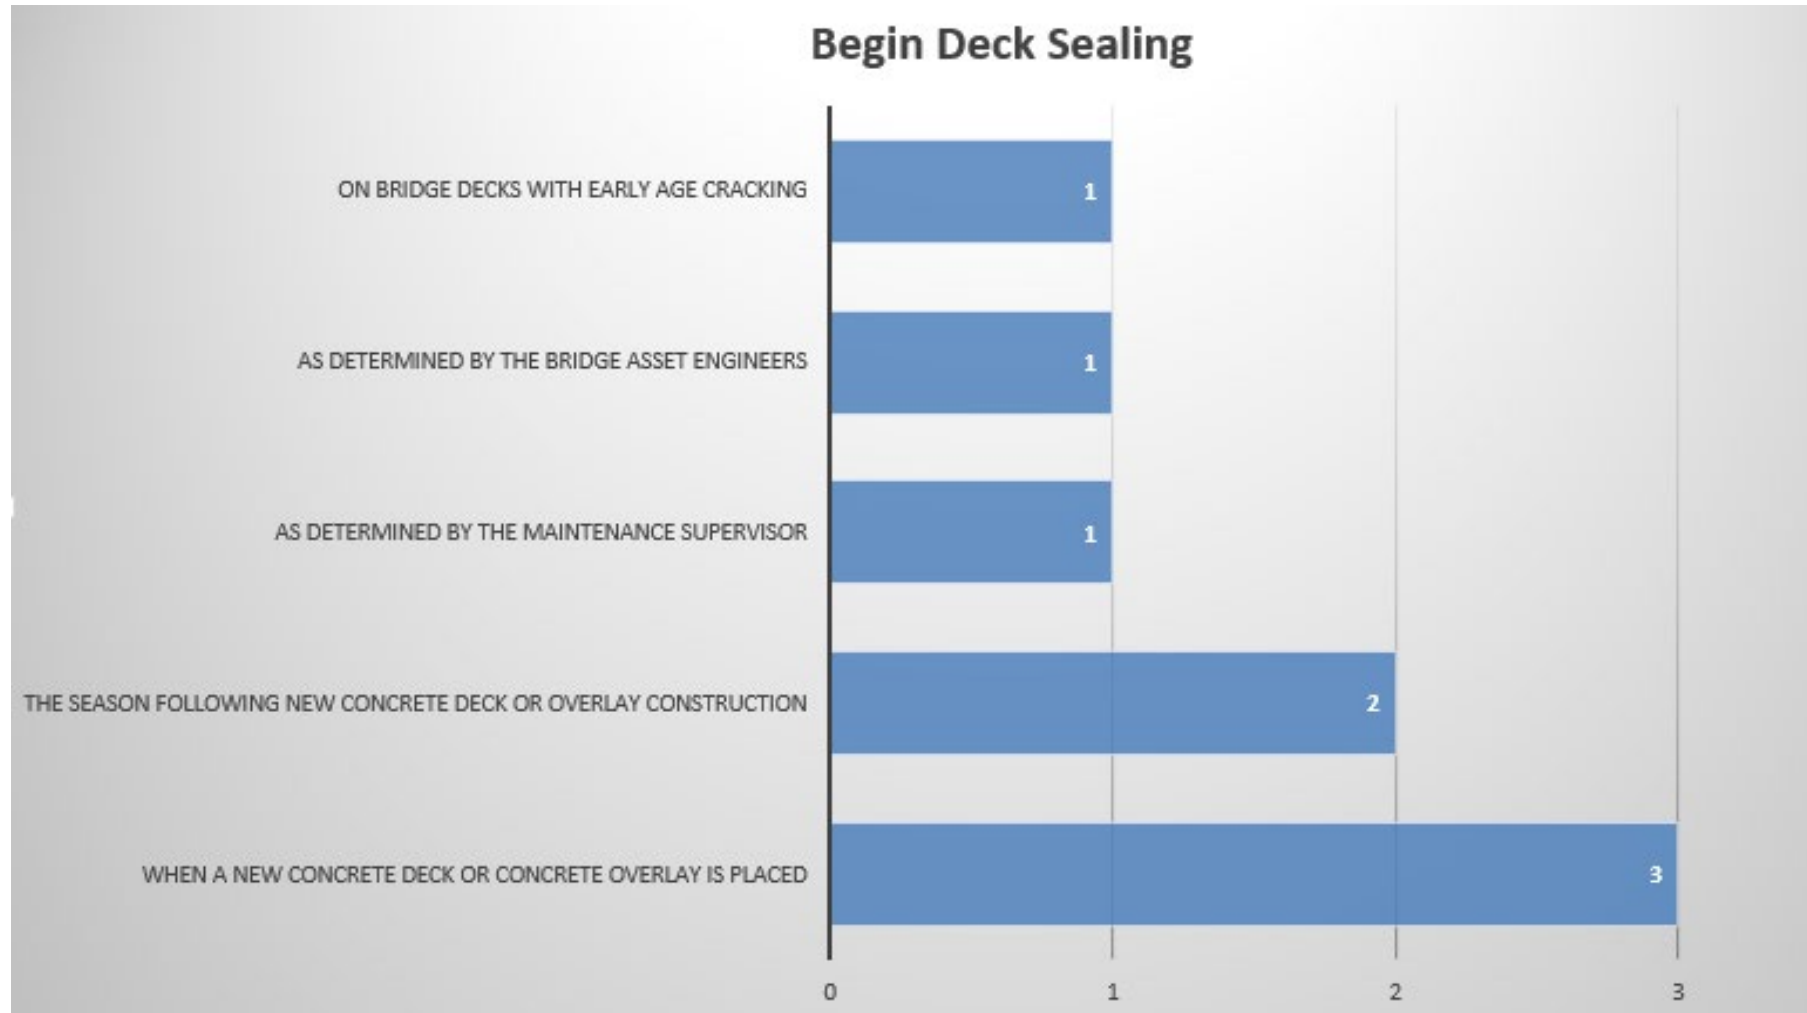 Begin Deck Sealing
ON BRIDGE DECKS WITH EARLY AGE CRACKING
1
AS DETERMINED BY THE BRIDGE ASSET ENGINEERS
1
AS DETERMINED BY THE MAINTENANCE SUPERVISOR
1
THE SEASON FOLLOWING NEW CONCRETE DECK OR OVERLAY CONSTRUCTION
2
WHEN A NEW CONCRETE DECK OR CONCRETE OVERLAY IS PLACED
3
0 1 2 3